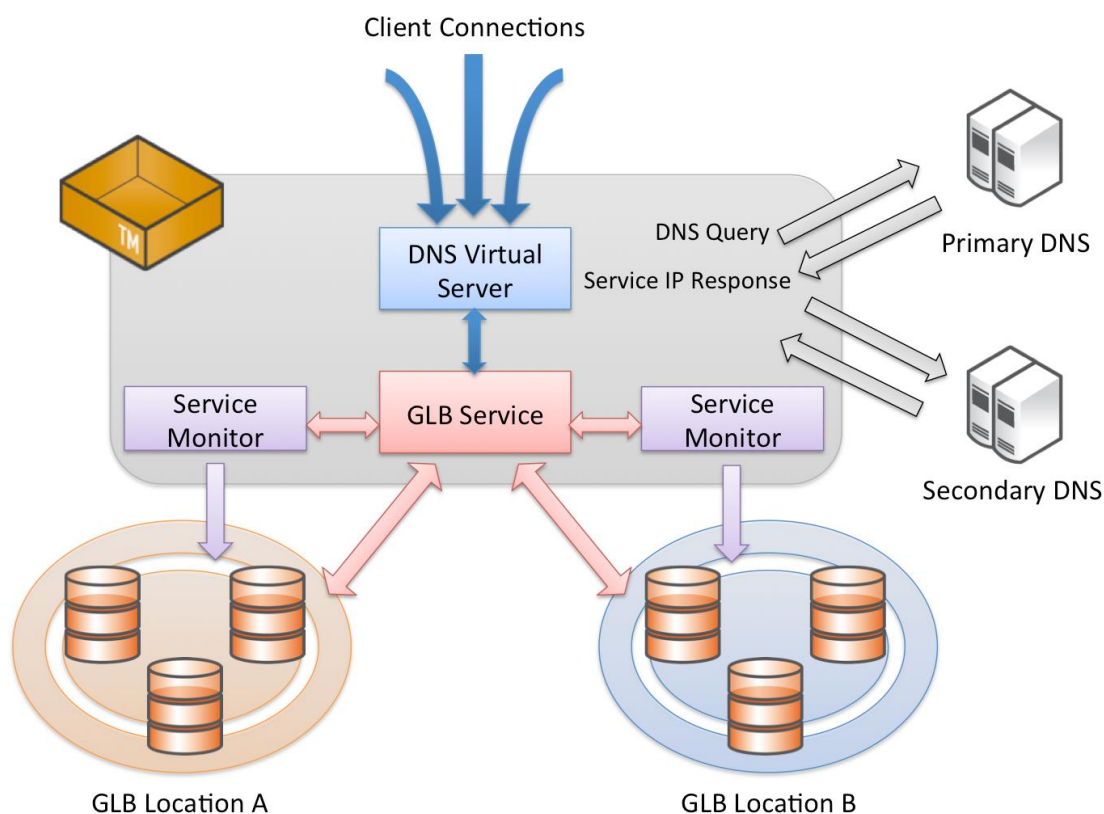 Client Connections
TM
DNS Virtual
Server
DNS Query
Service IP Response
Primary DNS
Service
Monitor
GLB Service
Service
Monitor
Secondary DNS
GLB Location A
GLB Location B